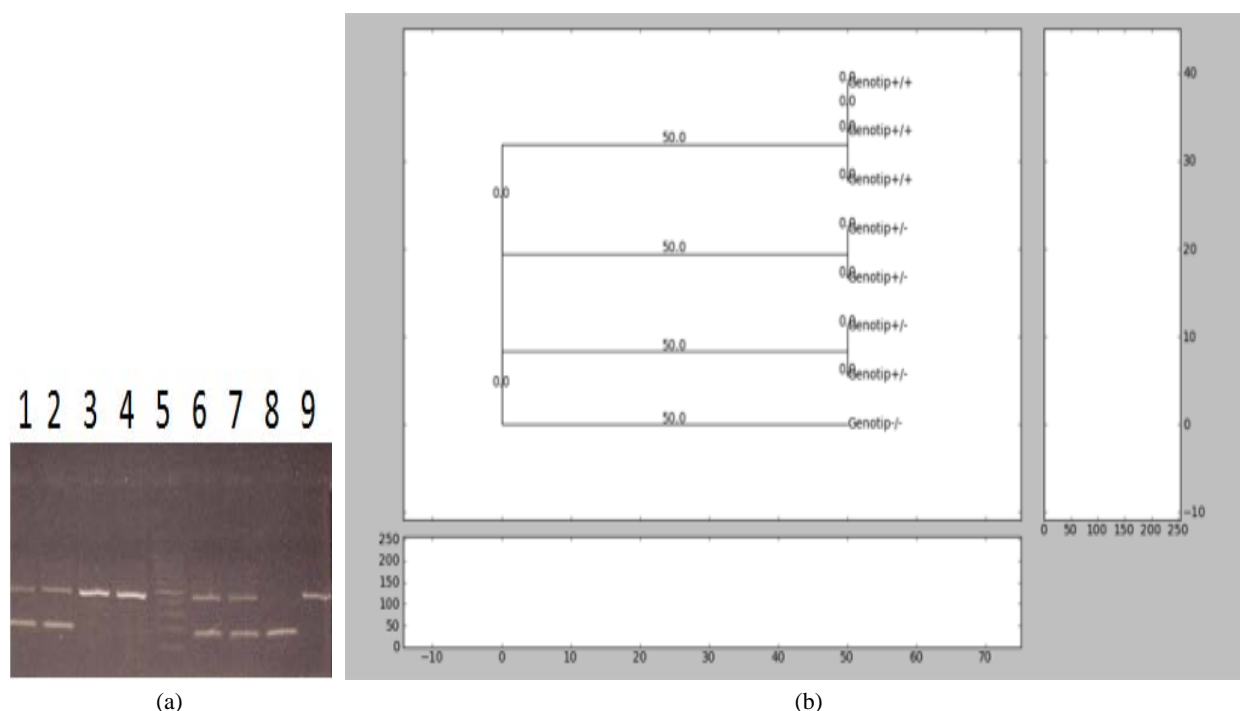 1 2 3 4 5 6 7 8 9
(a)
0.0 Genotip+/+
0.0
0.0 Genotip+/+
50.0
0.0 Genotip+/+
0.0
0.0 Genotip+/-
50.0
0.0 Genotip+/-
0.0 Genotip+/-
50.0
0.0 Genotip+/-
0.0
50.0 Genotip-/-
−10 0 10 20 30 40 50 60 70
250
200
150
100
50
0
40
30
20
10
0
−10
0 50 100 150 200 250
(b)